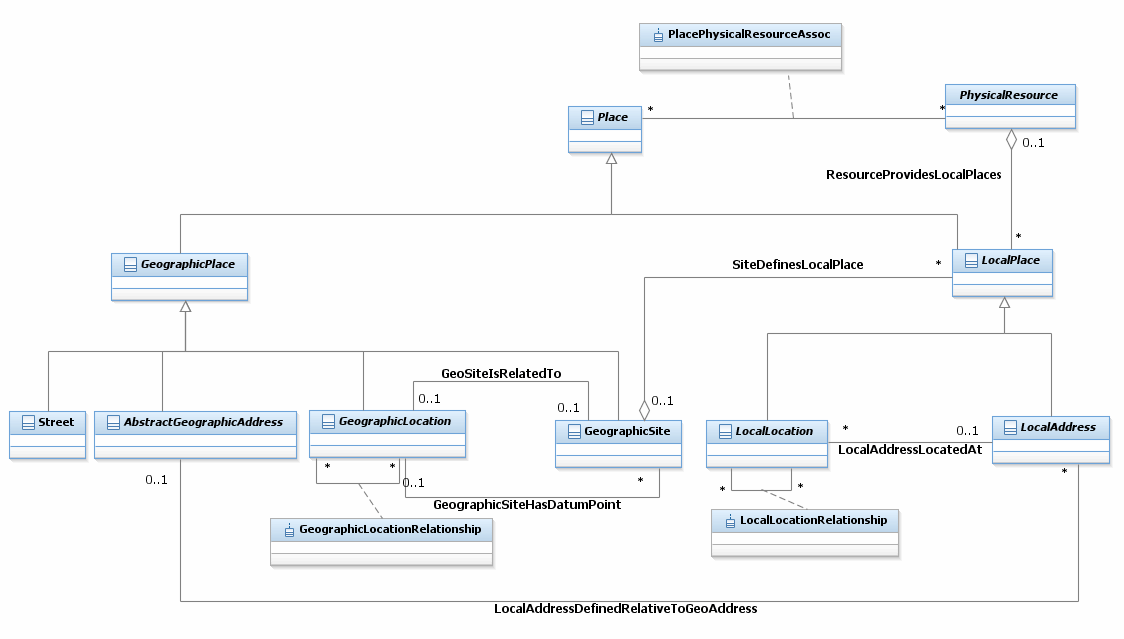 PlacePhysicalResourceAssoc
PhysicalResource
Place
*
*
0..1
ResourceProvidesLocalPlaces
*
GeographicPlace
SiteDefinesLocalPlace
*
LocalPlace
GeoSiteIsRelatedTo
0..1
0..1
0..1
Street
AbstractGeographicAddress
GeographicLocation
GeographicSite
LocalLocation
*
0..1
LocalAddress
LocalAddressLocatedAt
*
*
0..1
*
*
*
*
0..1
GeographicSiteHasDatumPoint
GeographicLocationRelationship
LocalLocationRelationship
LocalAddressDefinedRelativeToGeoAddress